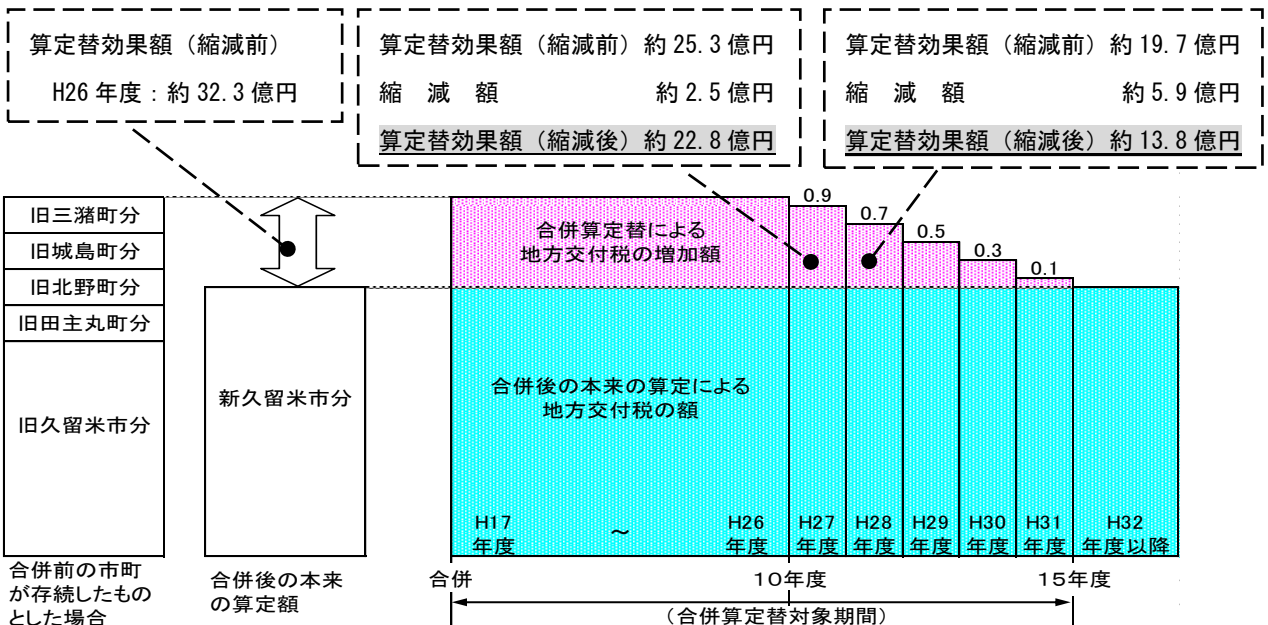 算定替効果額（縮減前）
H26 年度：約 32.3 億円
算定替効果額（縮減前）約 25.3 億円
縮　減　額　約 2.5 億円
算定替効果額（縮減後）約 22.8 億円
算定替効果額（縮減前）約 19.7 億円
縮　減　額　約 5.9 億円
算定替効果額（縮減後）約 13.8 億円
旧三潴町分
旧城島町分
旧北野町分
旧田主丸町分
旧久留米市分
合併前の市町
が存続したもの
とした場合
新久留米市分
合併後の本来
の算定額
合併算定替による
地方交付税の増加額
0.9
0.7
0.5
0.3
0.1
合併後の本来の算定による
地方交付税の額
H17
年度
～
H26
年度
H27
年度
H28
年度
H29
年度
H30
年度
H31
年度
H32
年度以降
合併
10年度
15年度
（合併算定替対象期間）